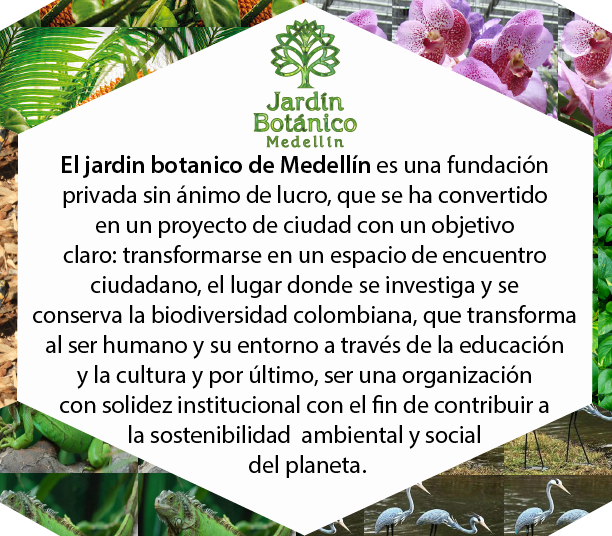 Jardín
Botánico
Medellín
El jardin botanico de Medellín es una fundación
privada sin ánimo de lucro, que se ha convertido
en un proyecto de ciudad con un objetivo
claro: transformarse en un espacio de encuentro
ciudadano, el lugar donde se investiga y se
conserva la biodiversidad colombiana, que transforma
al ser humano y su entorno a través de la educación
y la cultura y por último, ser una organización
con solidez institucional con el fin de contribuir a
la sostenibilidad  ambiental y social
del planeta.